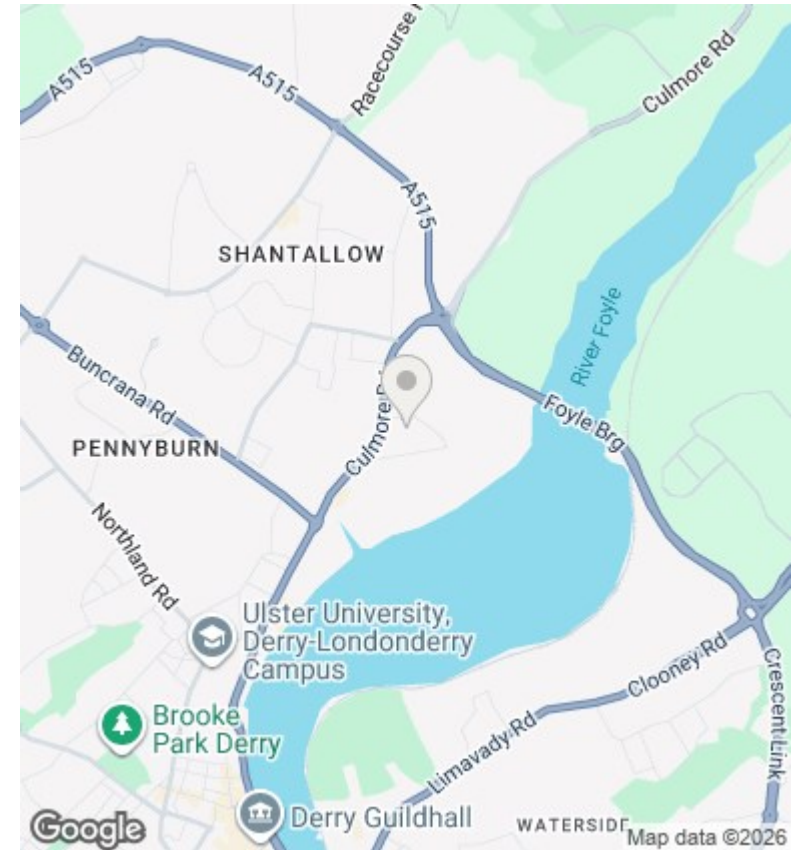 Racecourse
A515
A515
Culmore Rd
A515
SHANTALLOW
River Foyle
Buncrana Rd
Culmore
Foyle Brg
PENNYBURN
Northland Rd
Ulster University,
Derry-Londonderry
Campus
Clooney Rd
Crescent Link
Brooke
Park Derry
Limavady Rd
Derry Guildhall
WATERSIDE
Google
Map data ©2026